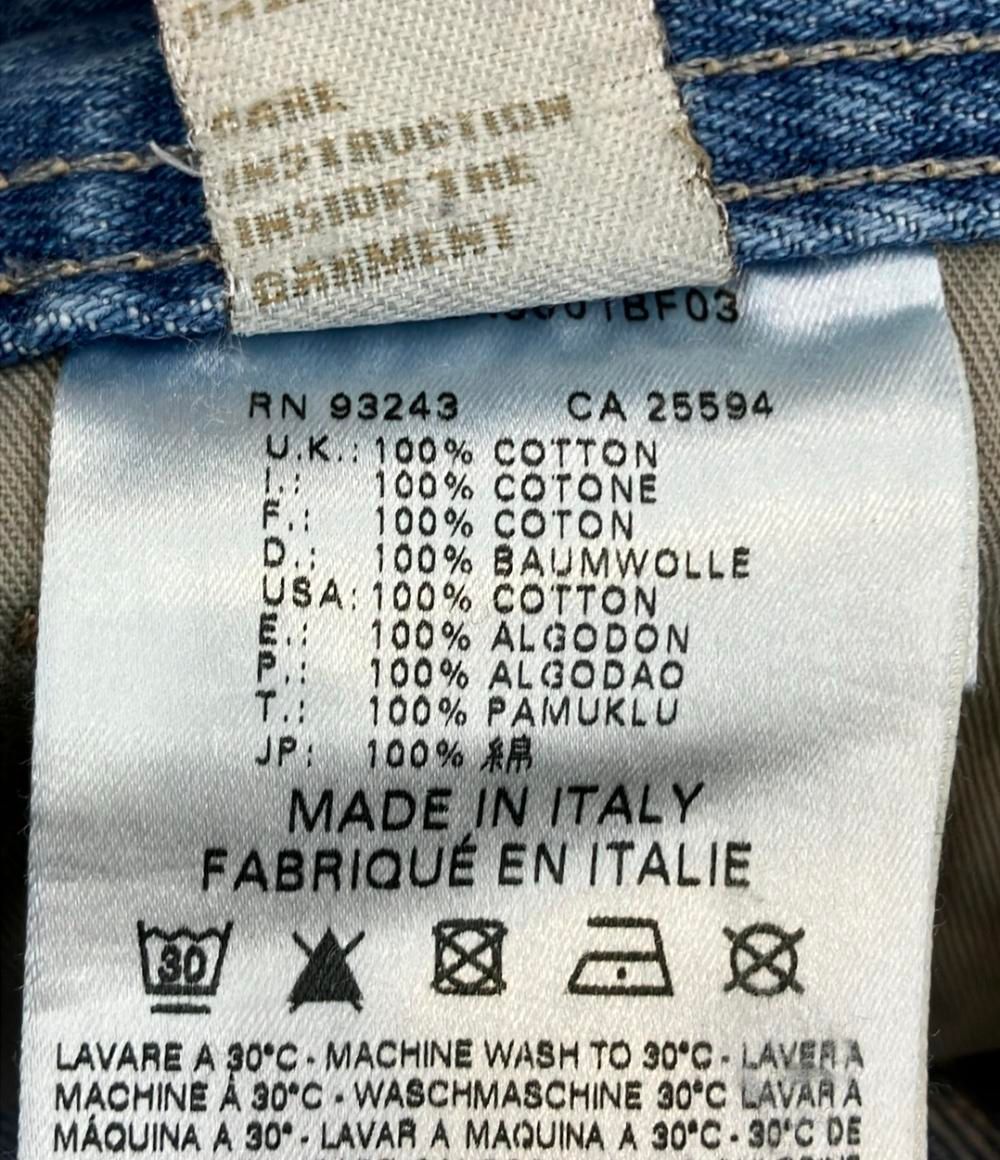 CARE
INSTRUCTION
INSIDE THE
GARMENT
1BF03
RN 93243 CA 25594
U.K.: 100% COTTON
I.: 100% COTONE
F.: 100% COTON
D.: 100% BAUMWOLLE
USA: 100% COTTON
E.: 100% ALGODON
P.: 100% ALGODAO
T.: 100% PAMUKLU
JP: 100% 綿
MADE IN ITALY
FABRIQUÉ EN ITALIE
30
LAVARE A 30°C - MACHINE WASH TO 30°C - LAVER A
MACHINE À 30°C - WASCHMASCHINE 30°C LAVAR A
MÁQUINA A 30° - LAVAR A MAQUINA A 30°C - 30°C DE